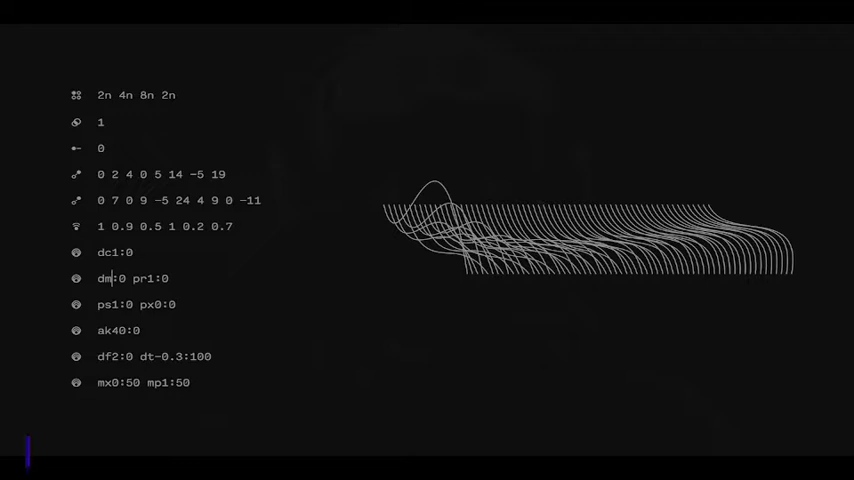 2n 4n 8n 2n
1
0
0 2 4 0 5 14 -5 19
0 7 0 9 -5 24 4 9 0 -11
1 0.9 0.5 1 0.2 0.7
dc1:0
dm:0 pr1:0
ps1:0 px0:0
ak40:0
df2:0 dt-0.3:100
mx0:50 mp1:50